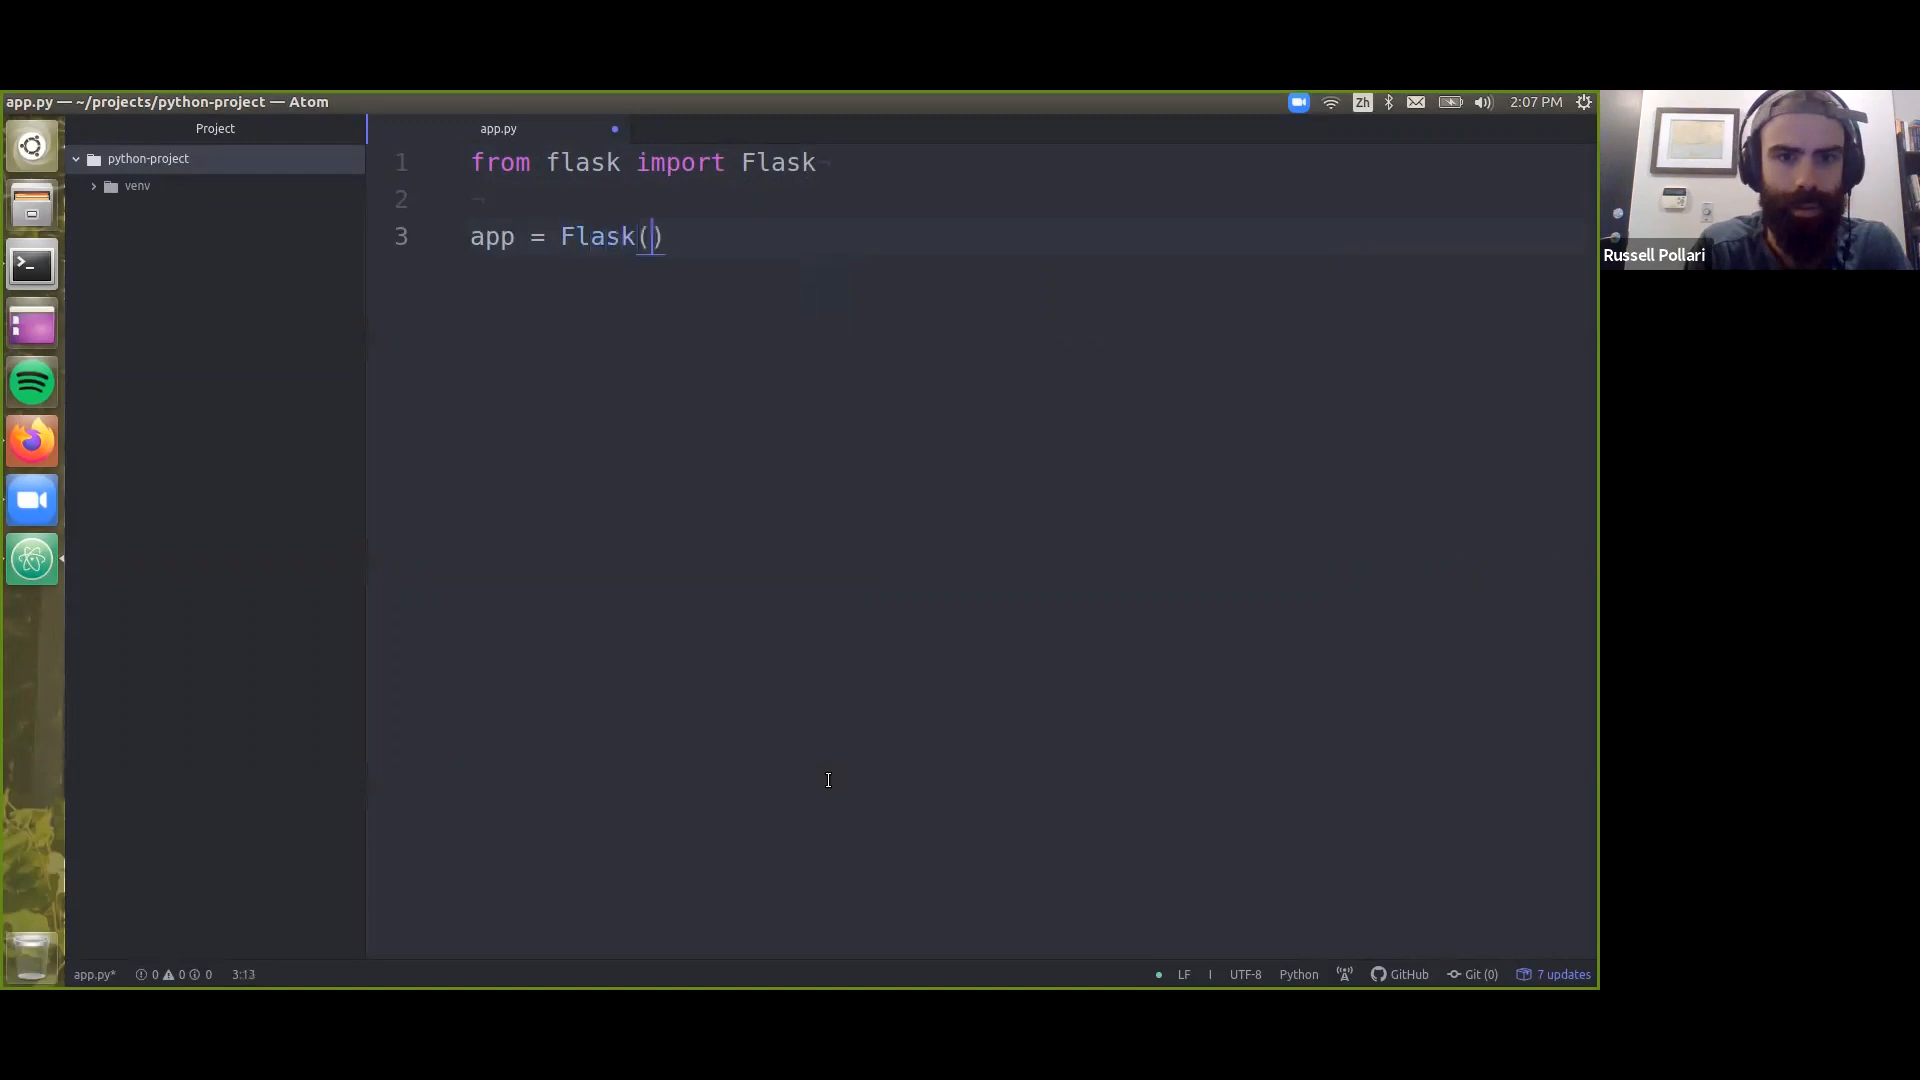 app.py — ~/projects/python-project — Atom
Zh
2:07 PM
Project
app.py
python-project
venv
1 from flask import Flask¬
2 ¬
3 app = Flask()
Russell Pollari
app.py*
0
0
0
3:13
LF
UTF-8
Python
GitHub
Git (0)
7 updates